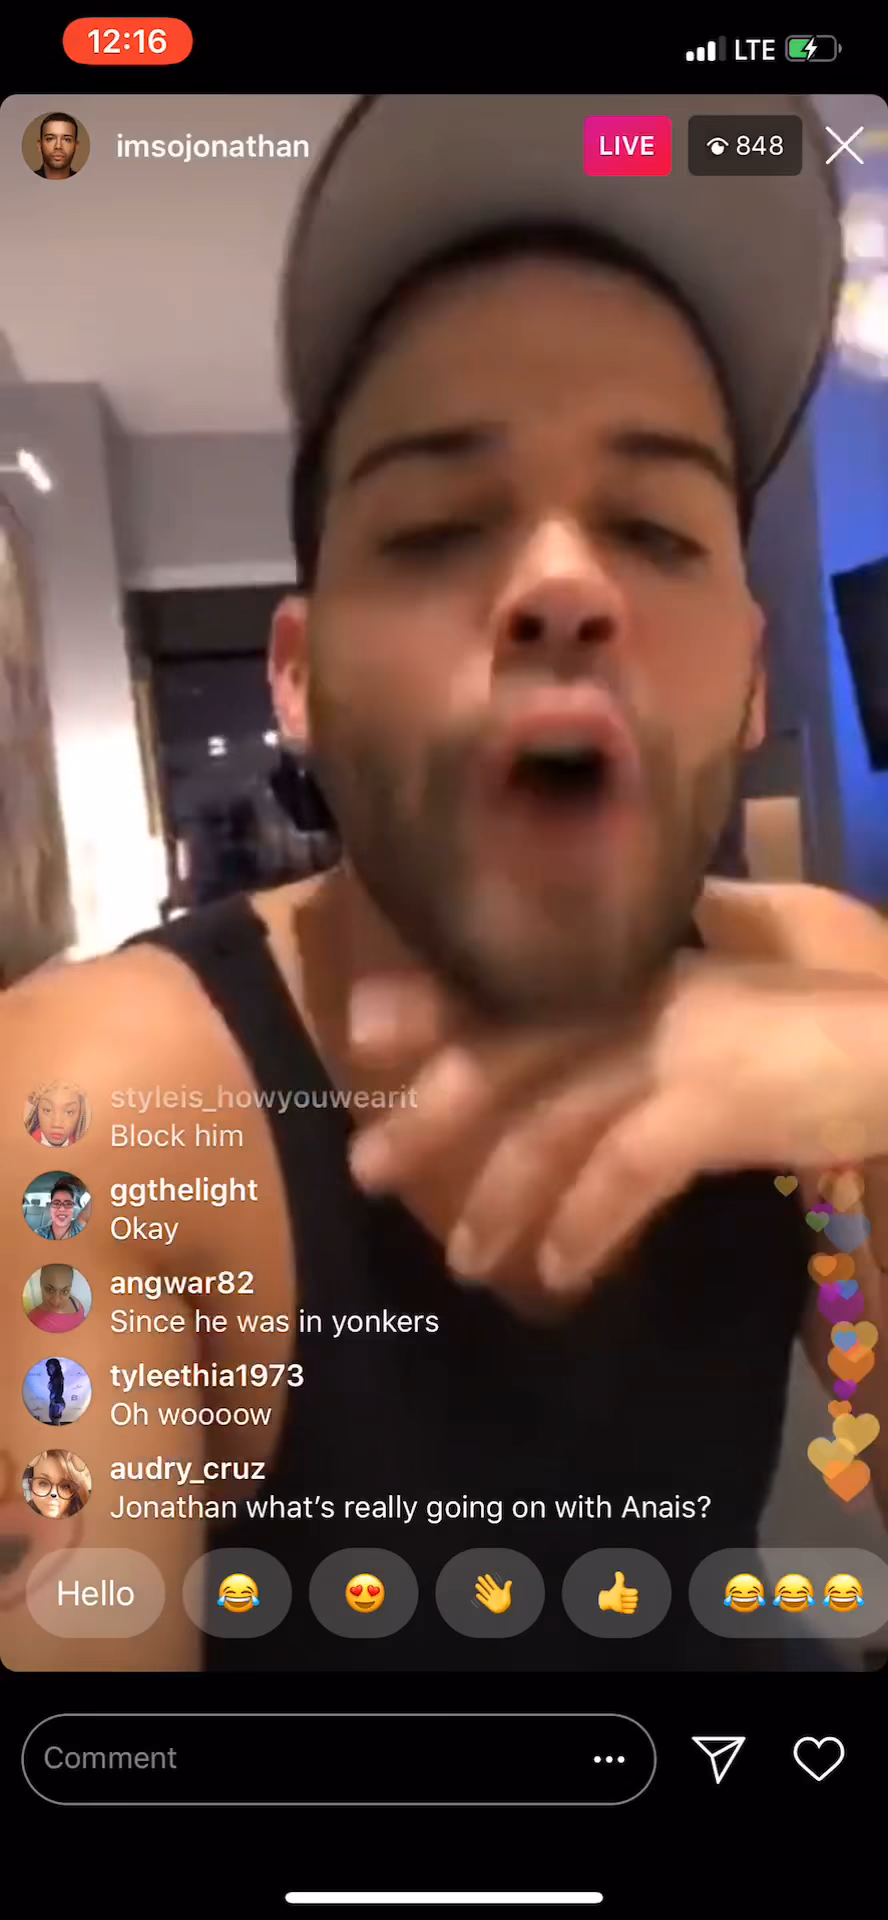 12:16
LTE
imsojonathan
LIVE
848
styleis_howyouwearit
Block him
ggthelight
Okay
angwar82
Since he was in yonkers
tyleethia1973
Oh woooow
audry_cruz
Jonathan what’s really going on with Anais?
Hello
Comment